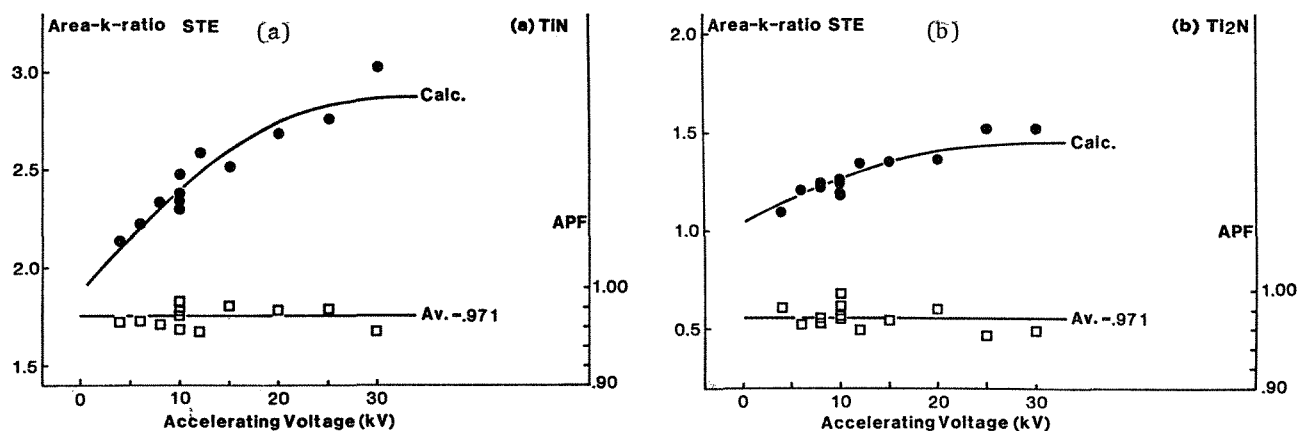 Area-k-ratio STE (a) (a) TiN
3.0
Calc.
2.5
APF
2.0
1.00
Av.-.971
1.5
.90
0 10 20 30
Accelerating Voltage (kV)
Area-k-ratio STE (b) (b) Ti2N
2.0
1.5
Calc.
1.0
APF
1.00
Av.-.971
0.5
.90
0 10 20 30
Accelerating Voltage (kV)